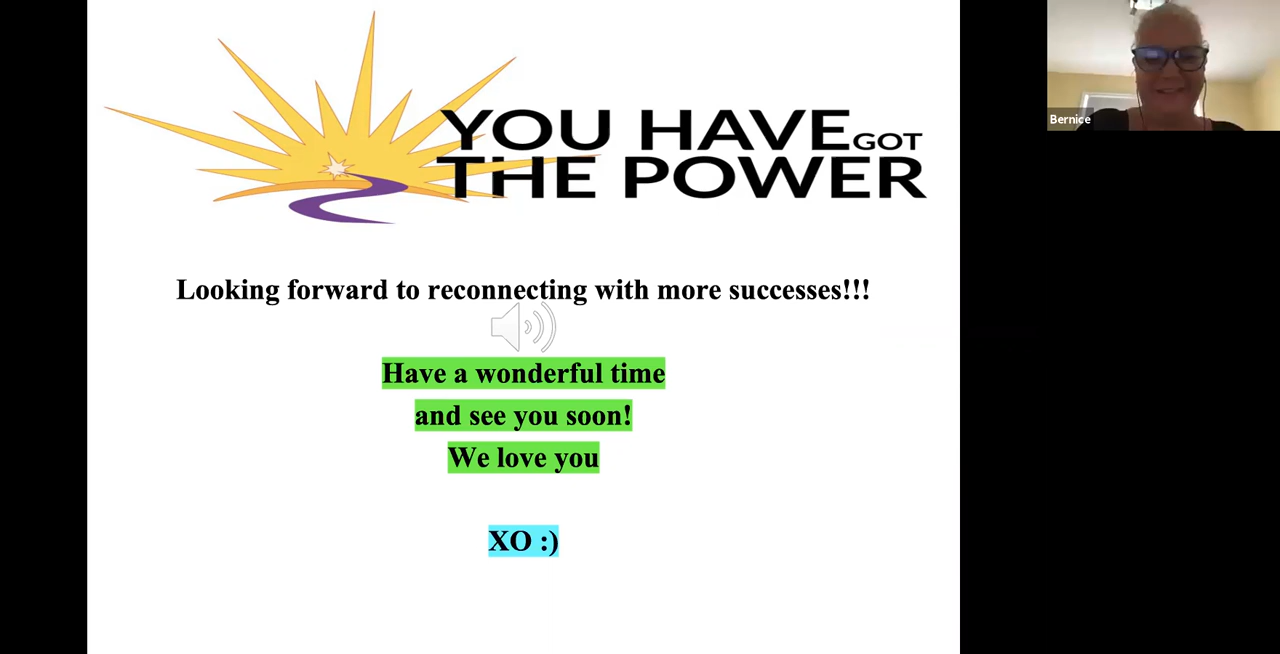 YOU HAVE GOT
THE POWER
Looking forward to reconnecting with more successes!!!
Have a wonderful time
and see you soon!
We love you
XO :)
Bernice